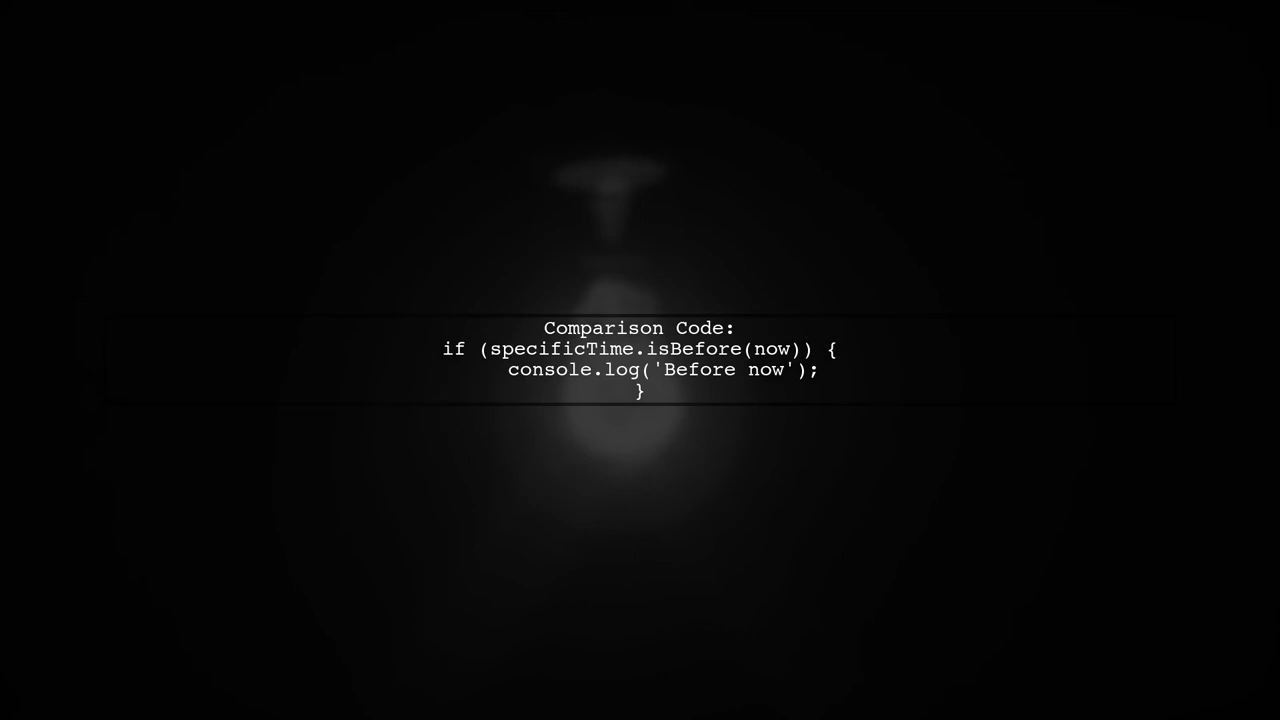 Comparison Code:
if (specificTime.isBefore(now)) {
console.log('Before now');
}